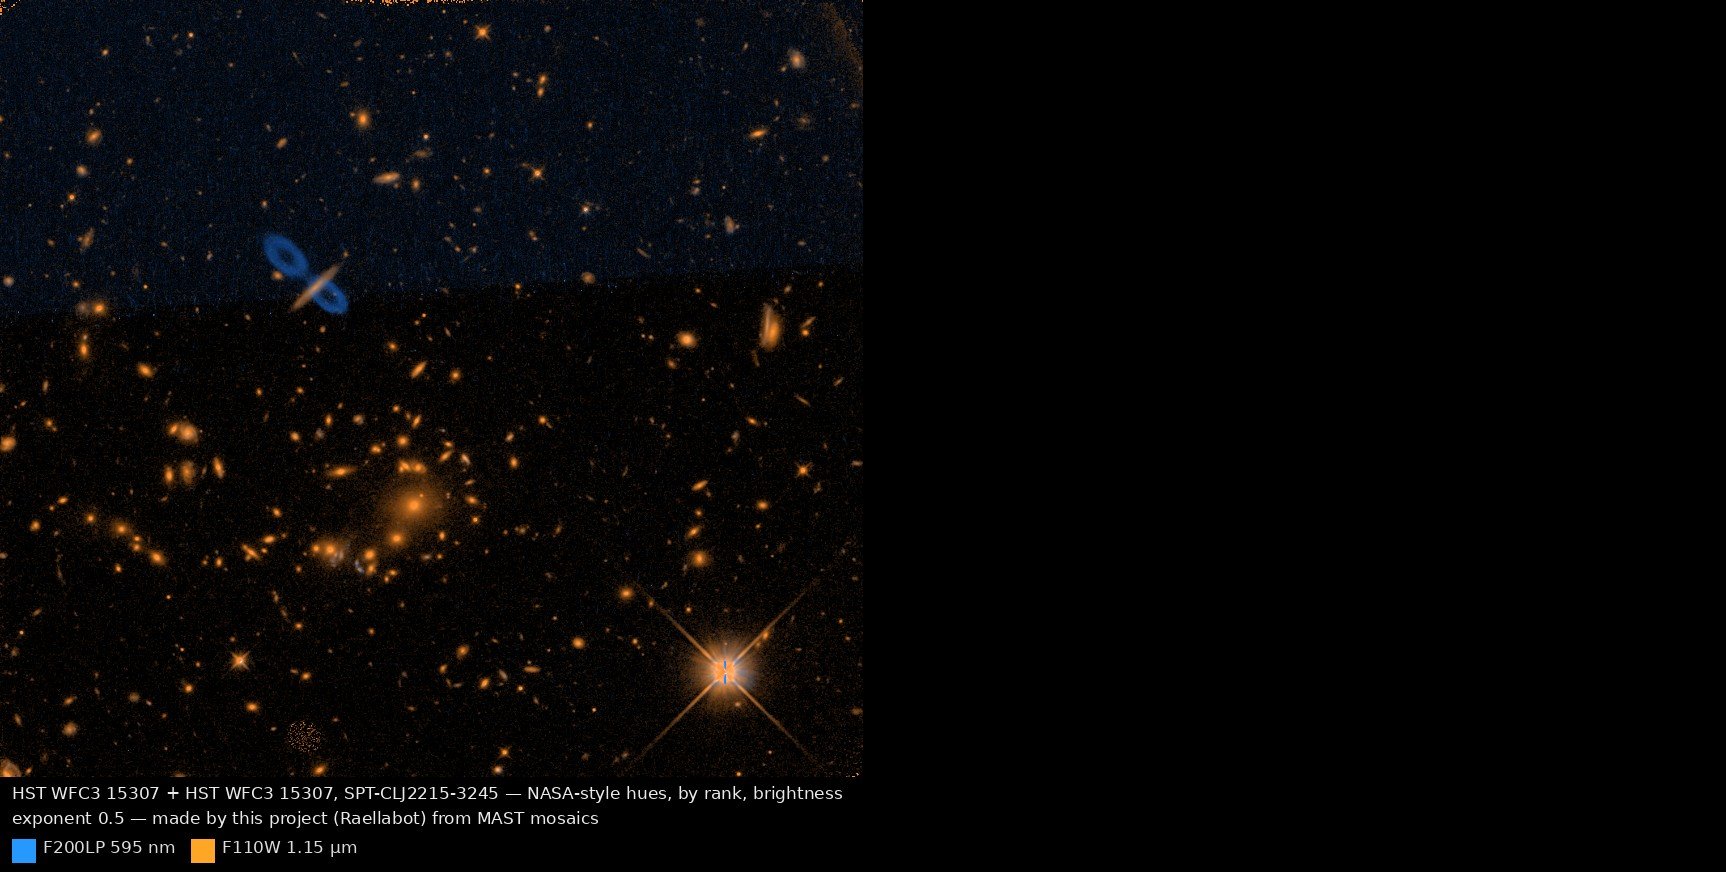 HST WFC3 15307 + HST WFC3 15307, SPT-CLJ2215-3245 — NASA-style hues, by rank, brightness
exponent 0.5 — made by this project (Raellabot) from MAST mosaics
F200LP 595 nm F110W 1.15 µm